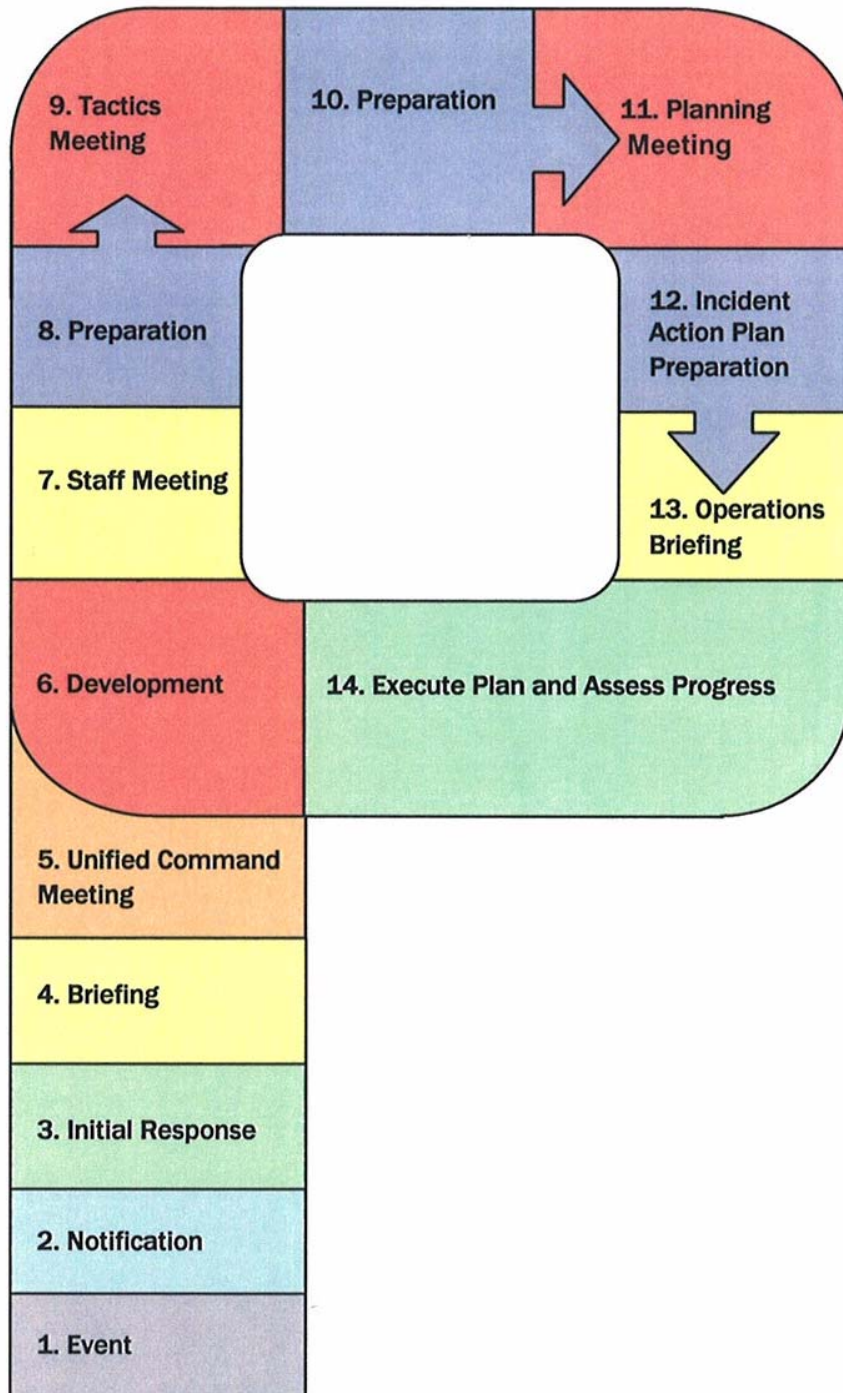 9. Tactics
Meeting
10. Preparation
11. Planning
Meeting
8. Preparation
12. Incident
Action Plan
Preparation
7. Staff Meeting
13. Operations
Briefing
6. Development
14. Execute Plan and Assess Progress
5. Unified Command
Meeting
4. Briefing
3. Initial Response
2. Notification
1. Event